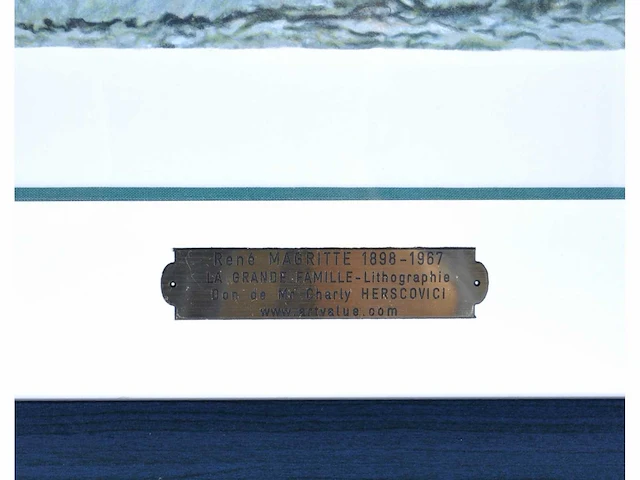 René MAGRITTE 1898-1967
LA GRANDE FAMILLE-Lithographie
Don de Mr Charly HERSCOVICI
www.artvalue.com